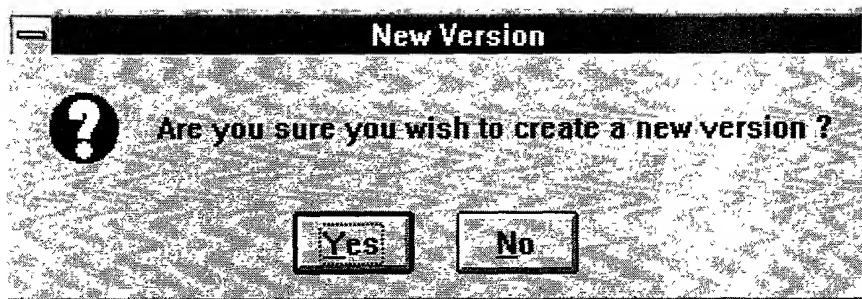 New Version
Are you sure you wish to create a new version ?
Yes
No